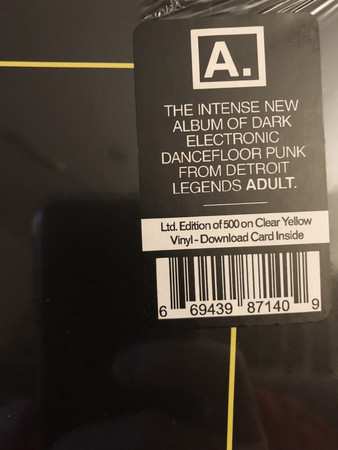 A.
THE INTENSE NEW
ALBUM OF DARK
ELECTRONIC
DANCEFLOOR PUNK
FROM DETROIT
LEGENDS ADULT.
Ltd. Edition of 500 on Clear Yellow
Vinyl - Download Card Inside
6 69439 87140 9